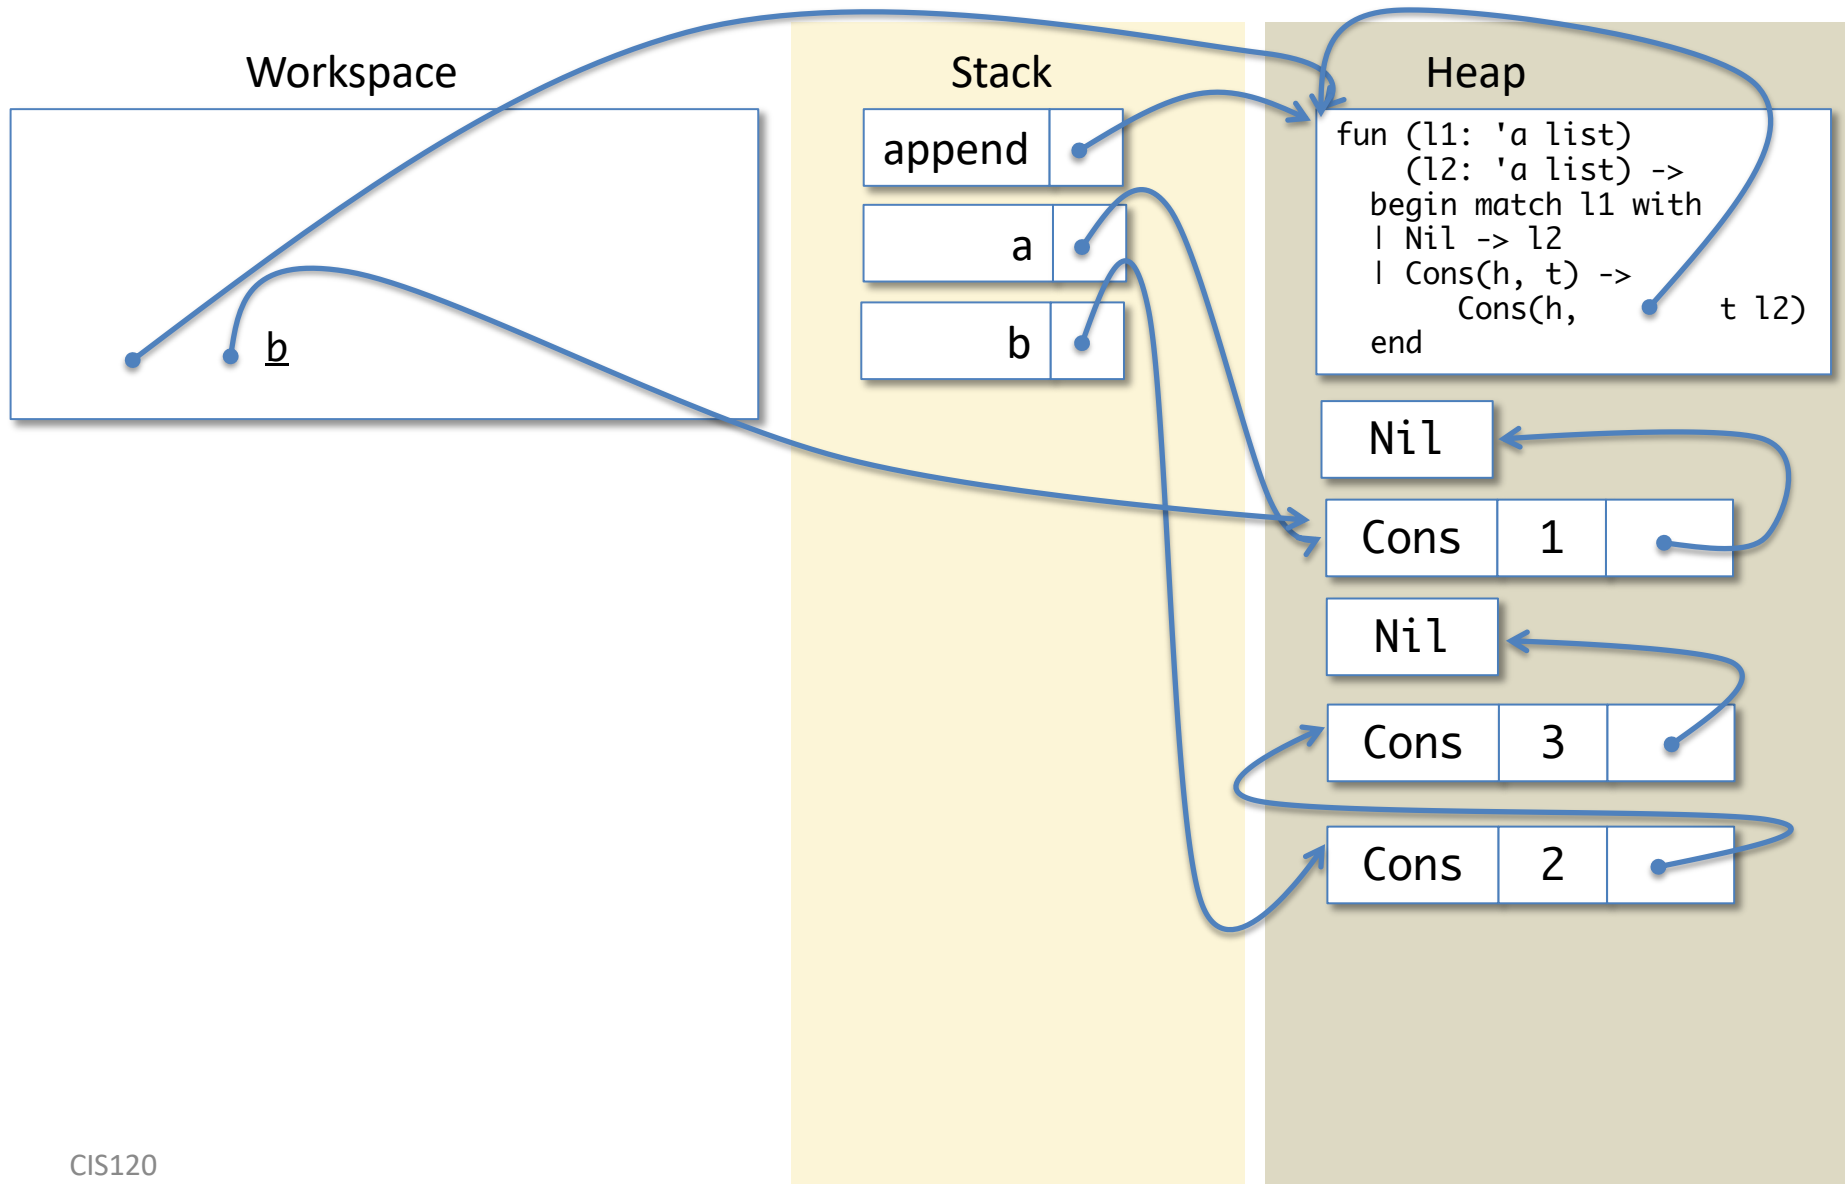 Workspace
Stack
Heap
b
append
a
b
fun (l1: 'a list)
(l2: 'a list) ->
begin match l1 with
| Nil -> l2
| Cons(h, t) ->
Cons(h, t l2)
end
Nil
Cons 1
Nil
Cons 3
Cons 2
CIS120